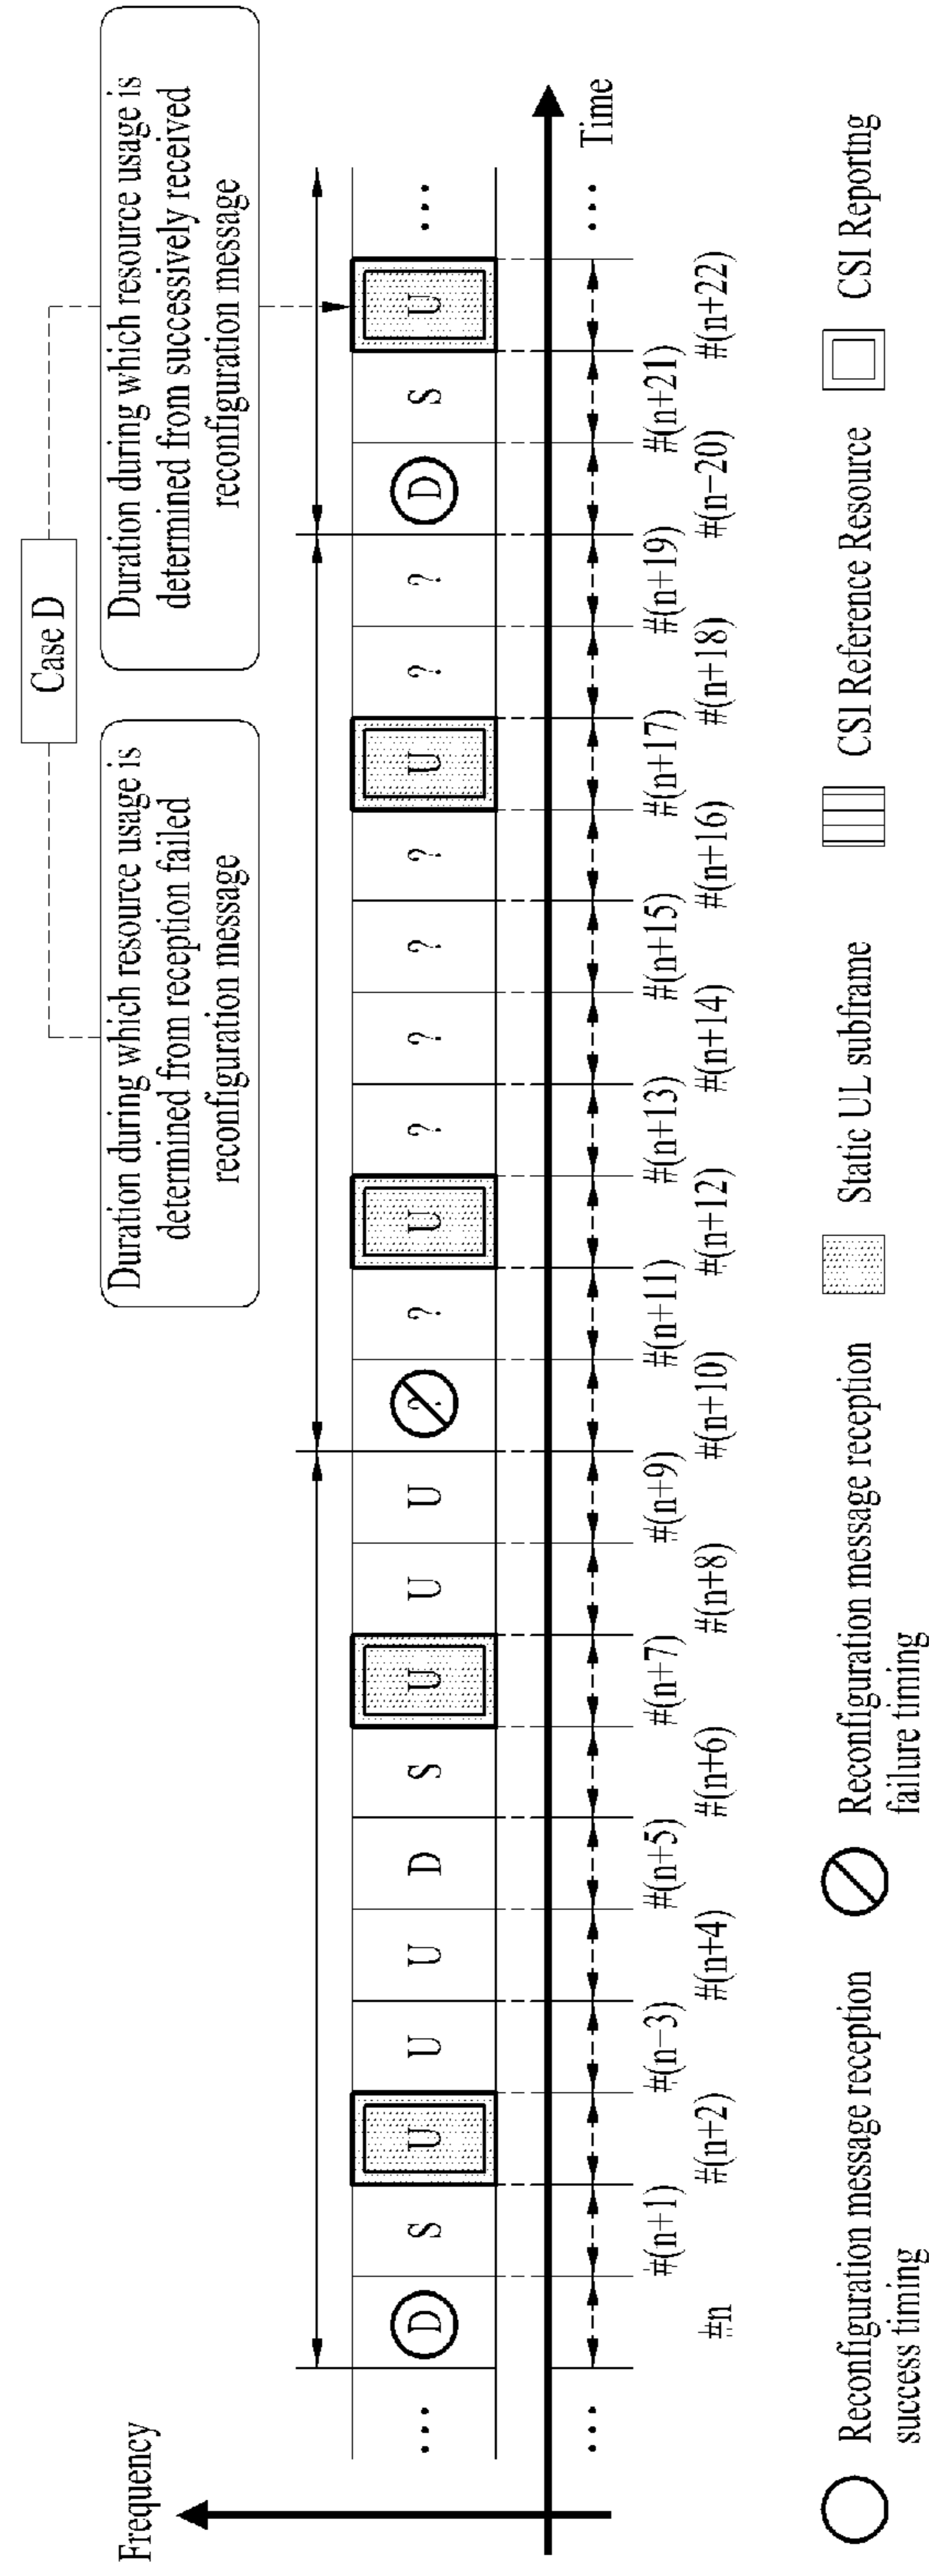 Case D
Duration during which resource usage is
determined from reception failed
reconfiguration message
Duration during which resource usage is
determined from successively received
reconfiguration message
Frequency
... D S U U U D S U U U ? ? U ? ? ? ? U ? ? D S U ...
Time
... ...
#(n+1) #(n−3) #(n+5) #(n+7) #(n+9) #(n+11) #(n+13) #(n+15) #(n+17) #(n+19) #(n+21)
#n #(n+2) #(n+4) #(n+6) #(n+8) #(n+10) #(n+12) #(n+14) #(n+16) #(n+18) #(n−20) #(n+22)
Reconfiguration message reception
success timing
Reconfiguration message reception
failure timing
Static UL subframe
CSI Reference Resource
CSI Reportng